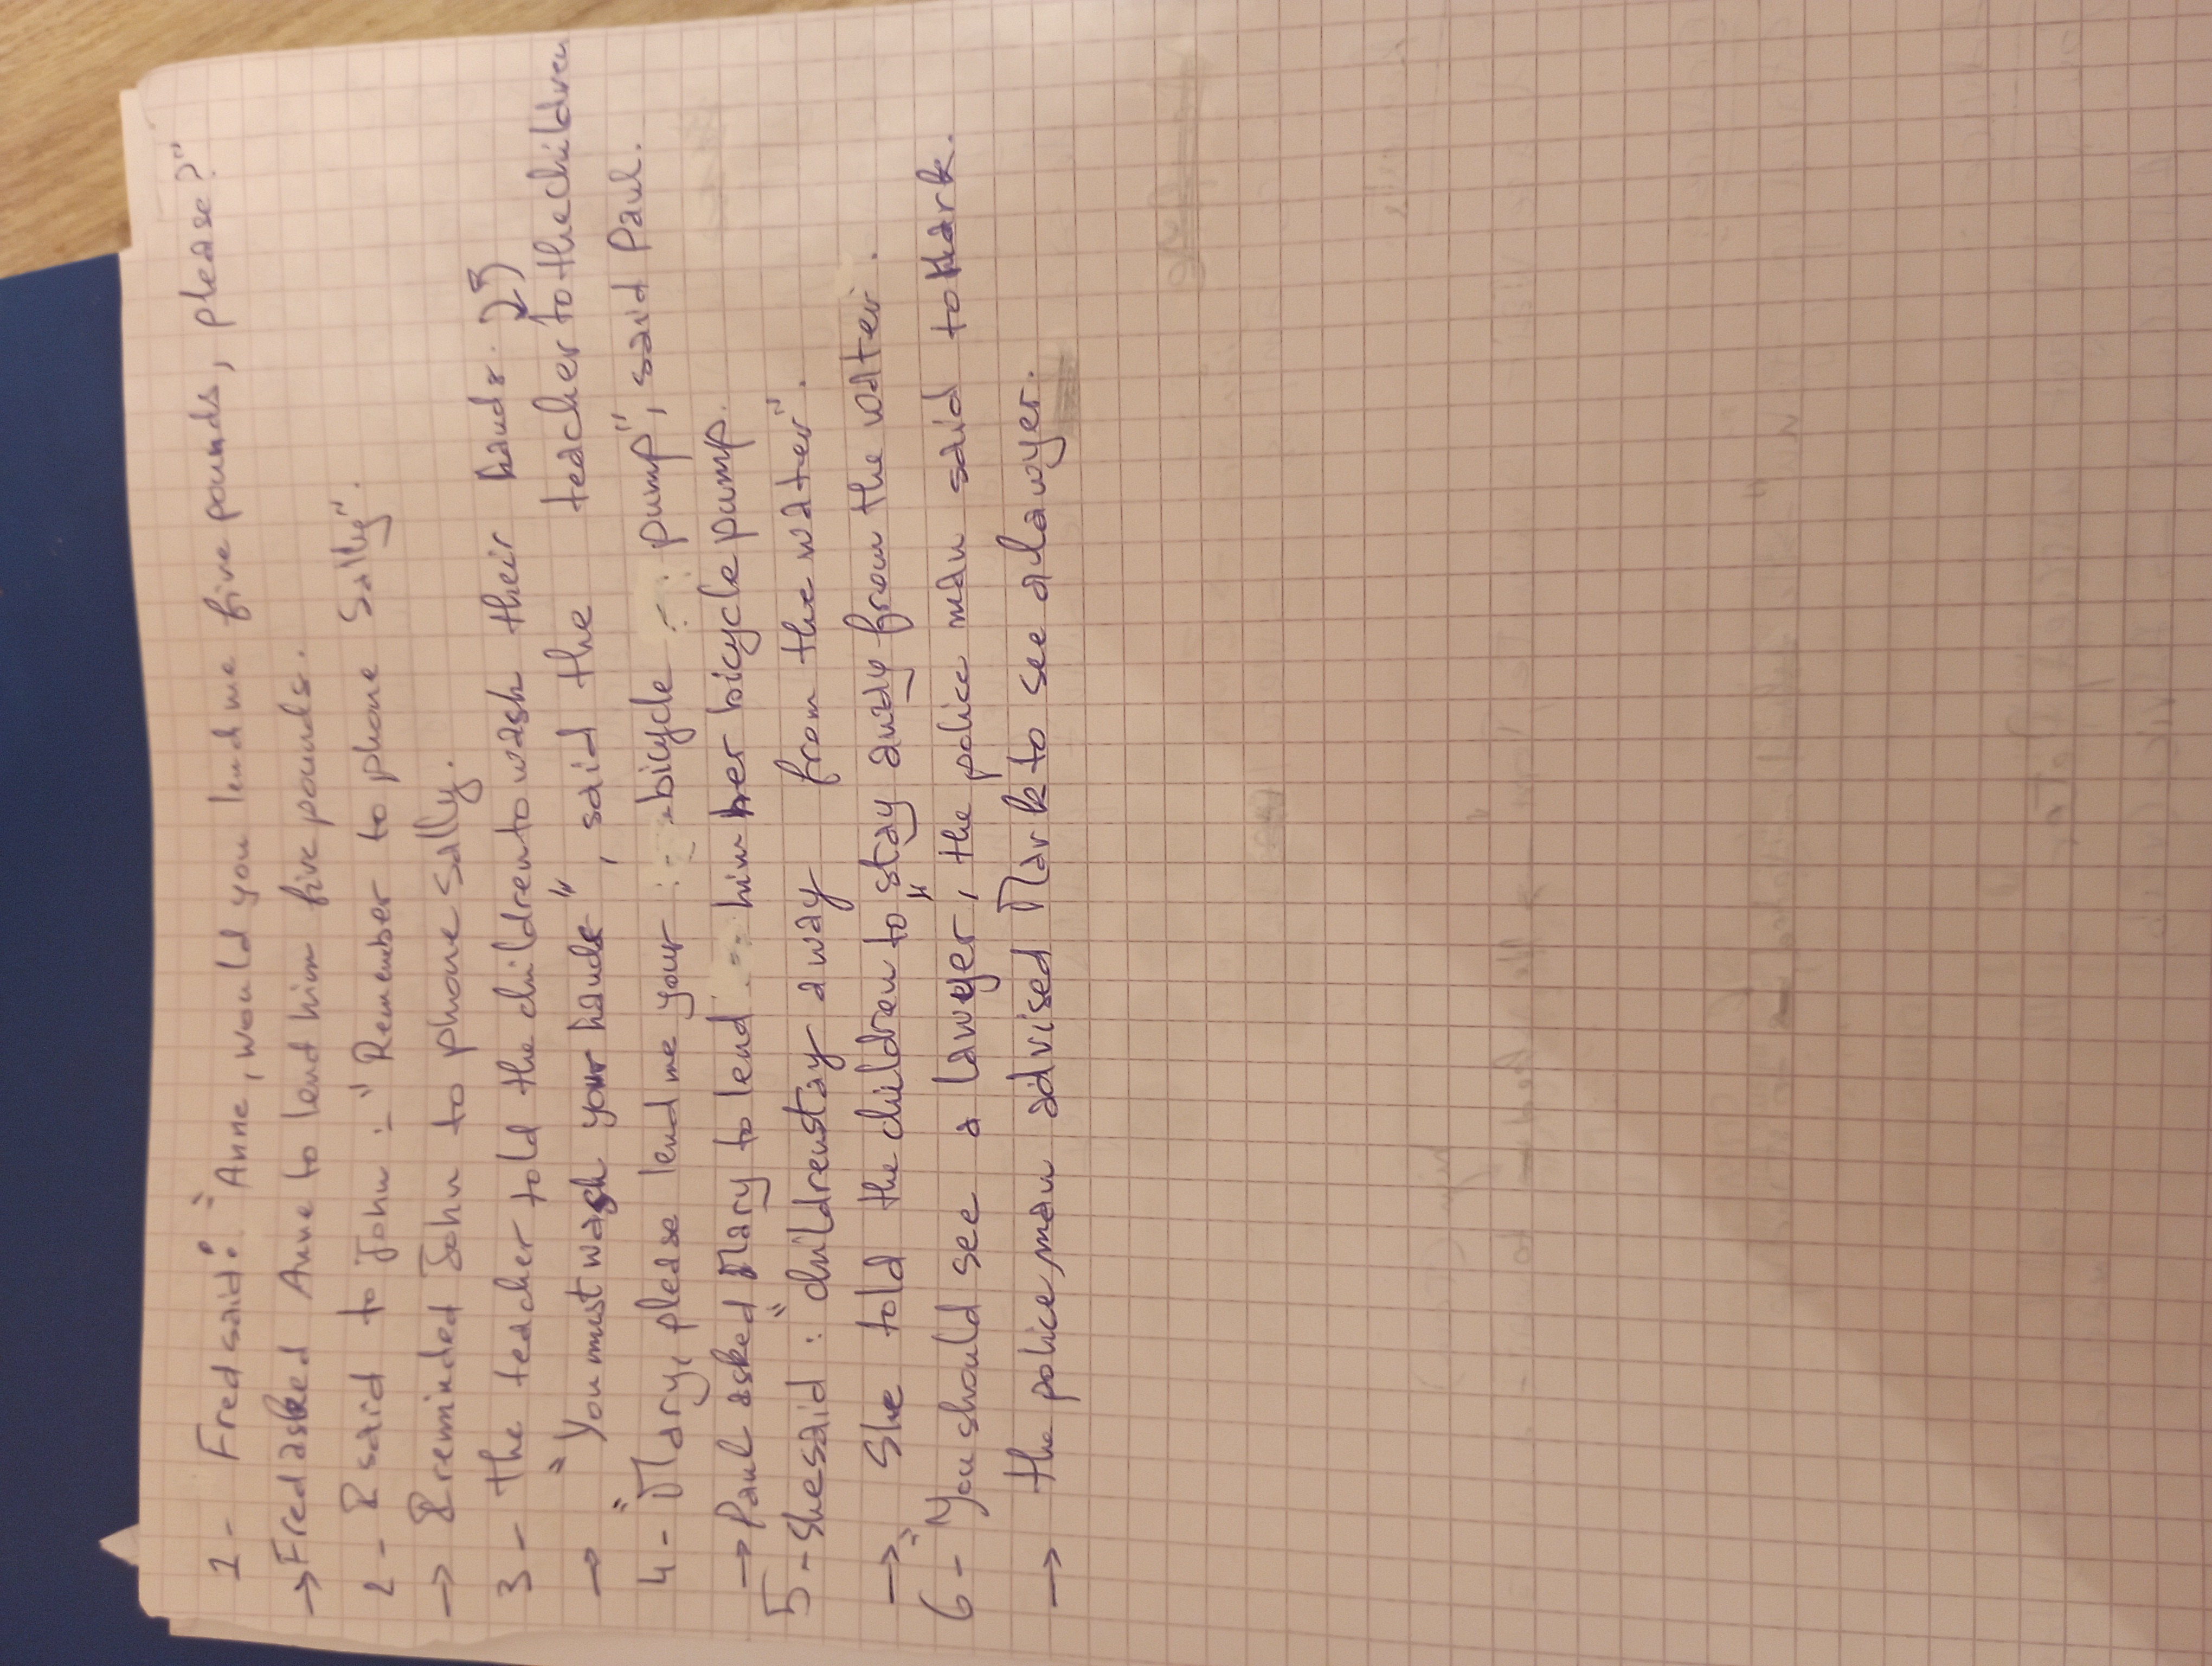 1- Fred said: "Anne, would you lend me five pounds, please?"
→ Fred asked Anne to lend him five pounds.
2- I said to John :- "Remember to phone Sally".
→ I reminded John to phone Sally.
3- the teacher told the children to wash their hands. 2)
→ "You must wash your hands", said the teacher to the children
4- "Mary, please lend me your bicycle pump", said Paul.
→ Paul asked Mary to lend him her bicycle pump.
5- She said: "children stay away from the water".
→ She told the children to stay away from the water.
6- "You should see a lawyer", the police man said to Mark.
→ the police man advised Mark to see a lawyer.